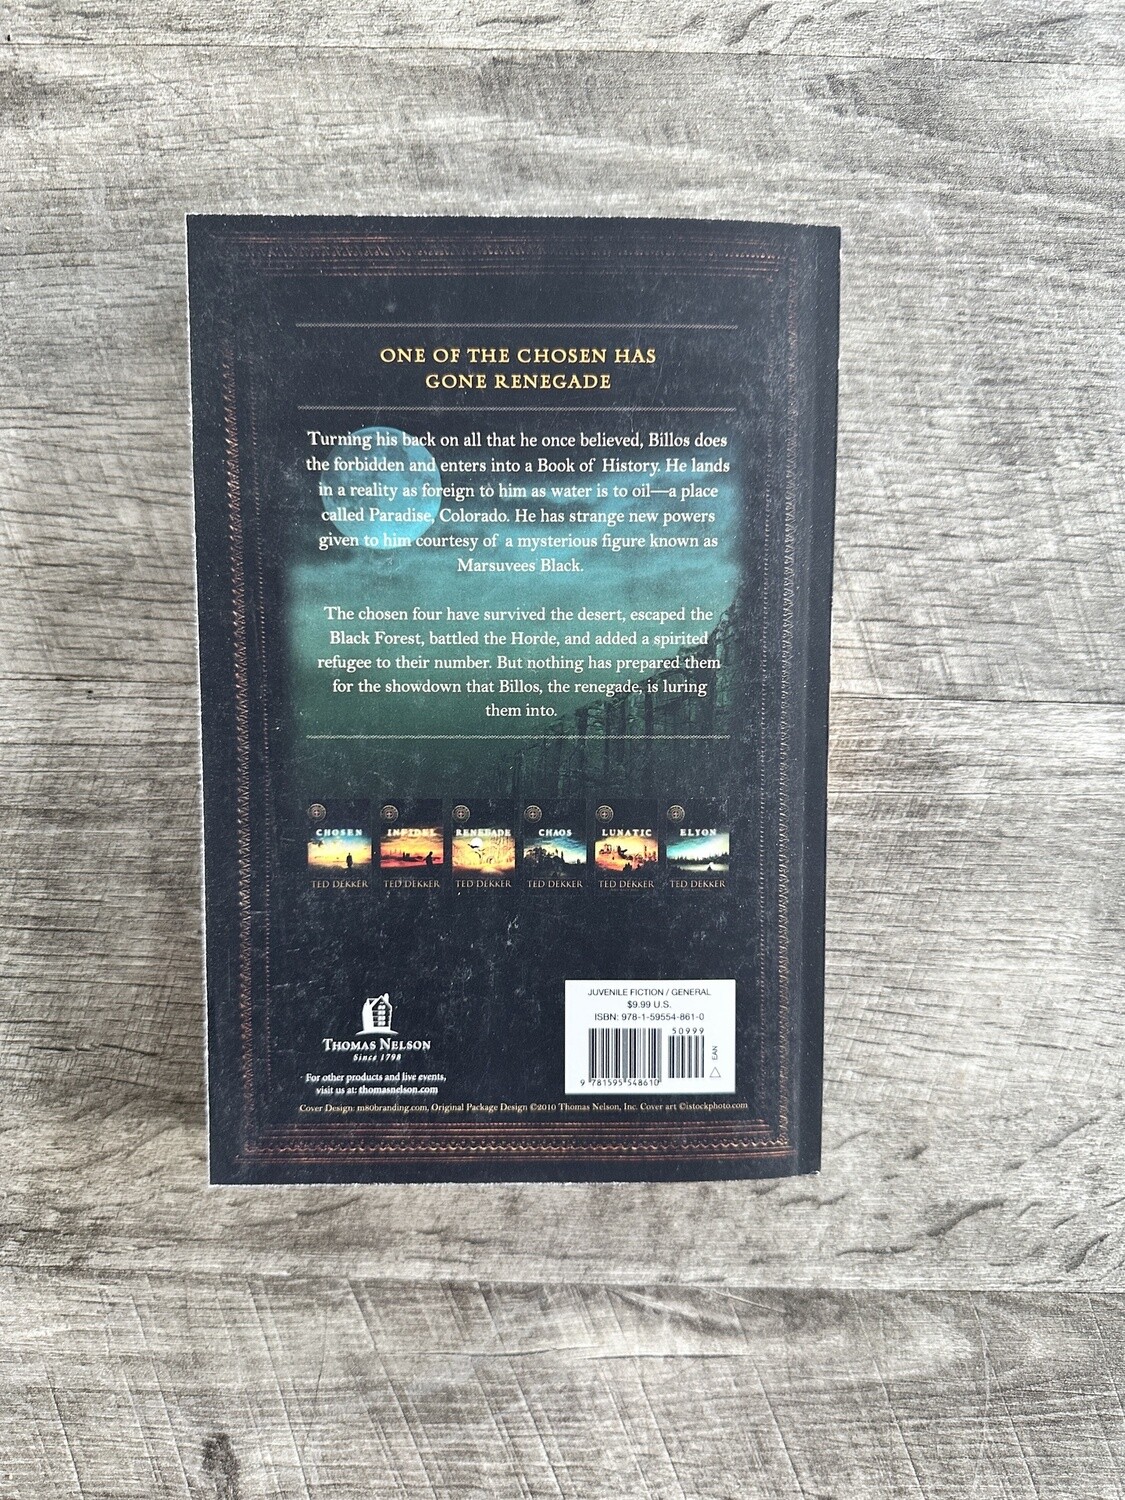 ONE OF THE CHOSEN HAS
GONE RENEGADE
Turning his back on all that he once believed, Billos does
the forbidden and enters into a Book of History. He lands
in a reality as foreign to him as water is to oil—a place
called Paradise, Colorado. He has strange new powers
given to him courtesy of a mysterious figure known as
Marsuvees Black.
The chosen four have survived the desert, escaped the
Black Forest, battled the Horde, and added a spirited
refugee to their number. But nothing has prepared them
for the showdown that Billos, the renegade, is luring
them into.
CHOSEN INFIDEL RENEGADE CHAOS LUNATIC ELYON
TED DEKKER TED DEKKER TED DEKKER TED DEKKER TED DEKKER TED DEKKER
JUVENILE FICTION / GENERAL
$9.99 U.S.
ISBN: 978-1-59554-861-0
50999
EAN
9 781595 548610
THOMAS NELSON
Since 1798
For other products and live events,
visit us at: thomasnelson.com
Cover Design: m80branding.com, Original Package Design ©2010 Thomas Nelson, Inc. Cover art ©istockphoto.com